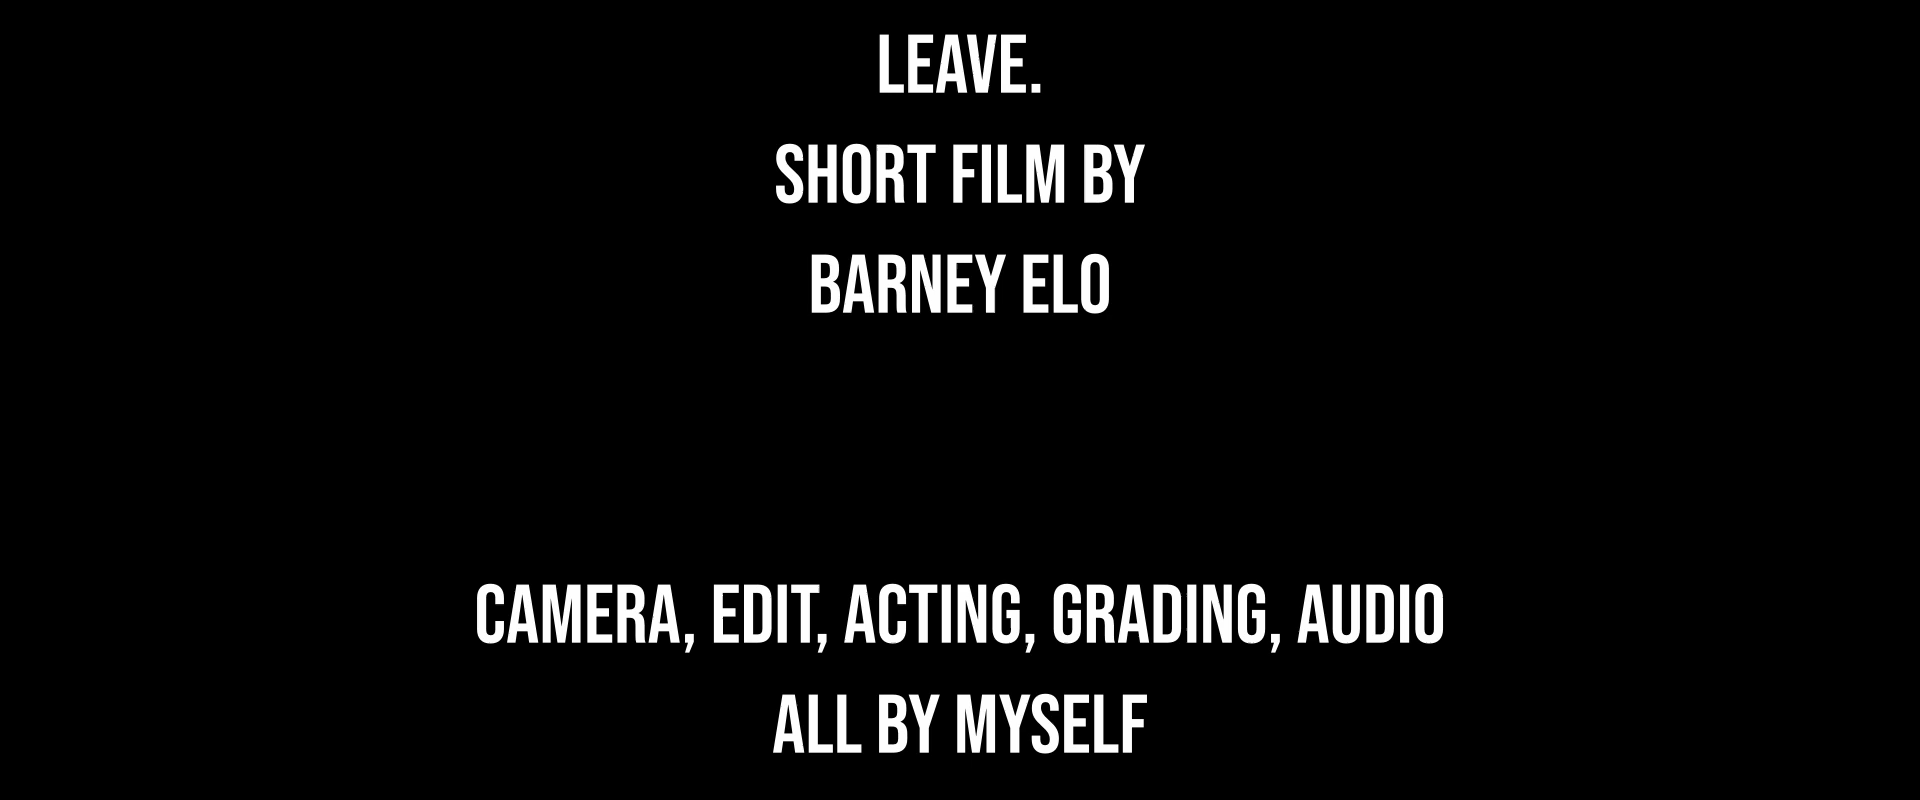 LEAVE.
SHORT FILM BY
BARNEY ELO
CAMERA, EDIT, ACTING, GRADING, AUDIO
ALL BY MYSELF